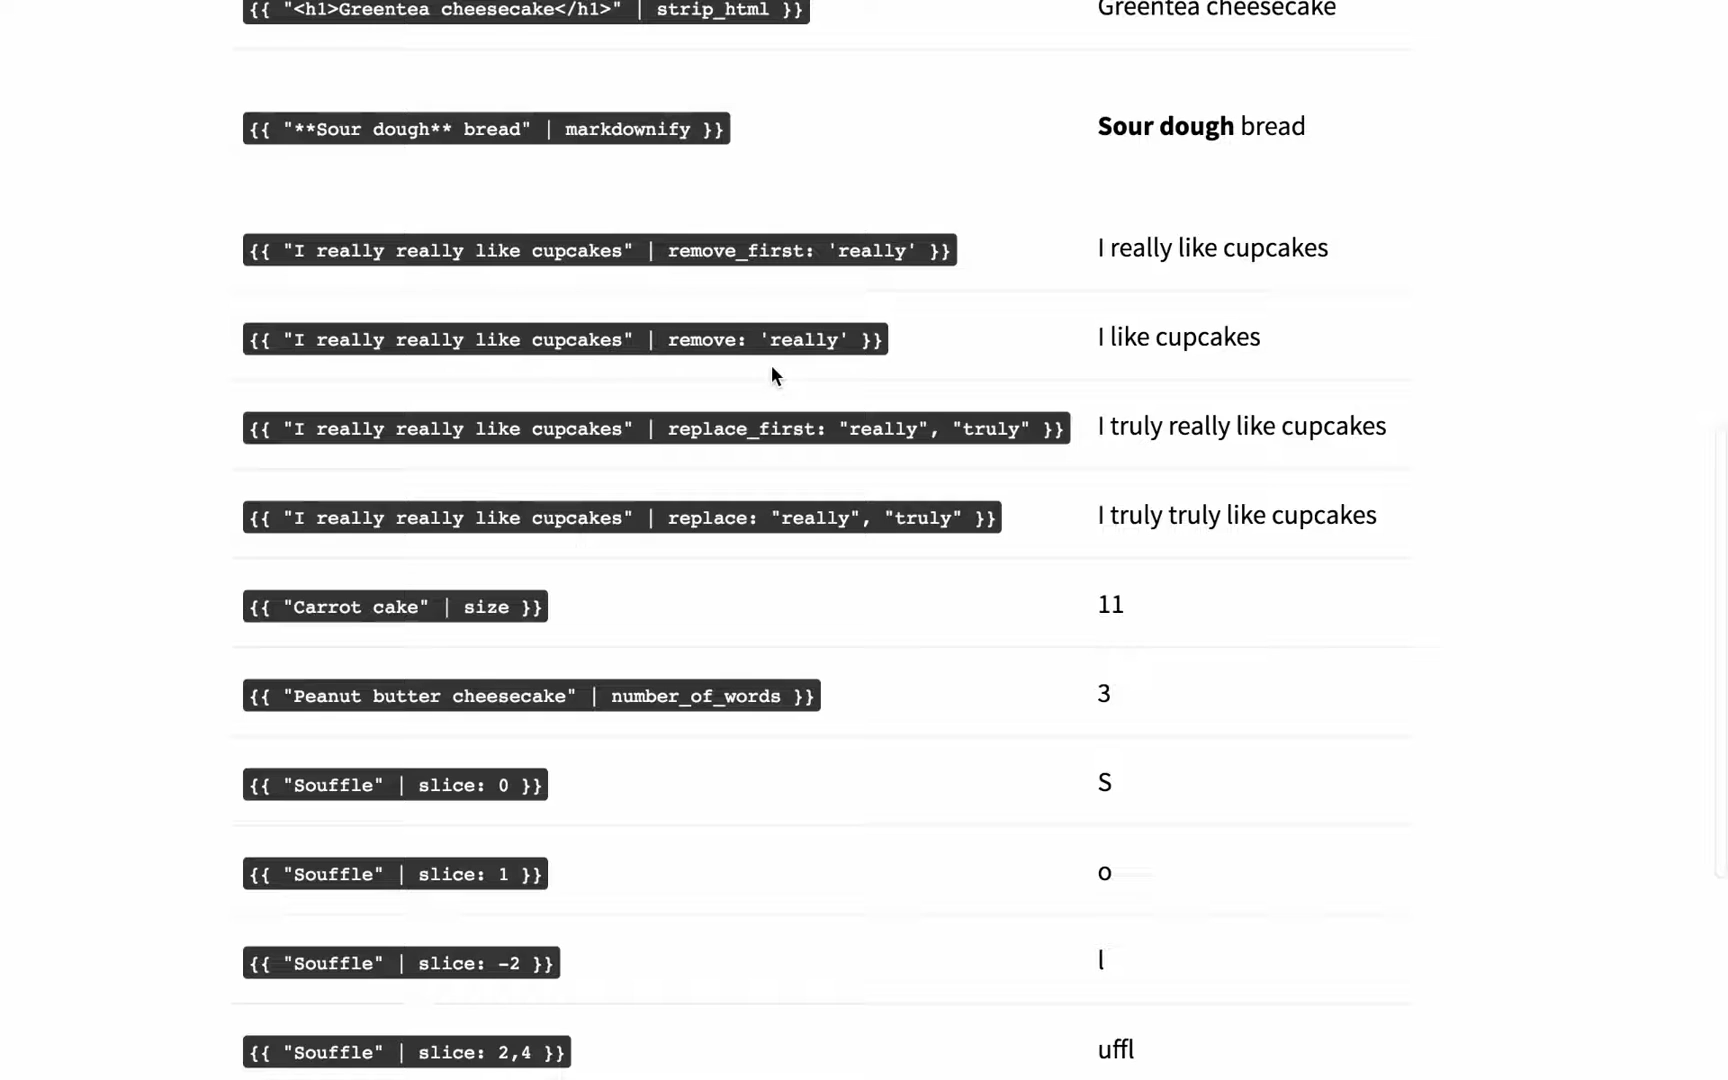 {{ "<h1>Greentea cheesecake</h1>" | strip_html }} Greentea cheesecake
{{ "**Sour dough** bread" | markdownify }} Sour dough bread
{{ "I really really like cupcakes" | remove_first: 'really' }} I really like cupcakes
{{ "I really really like cupcakes" | remove: 'really' }} I like cupcakes
{{ "I really really like cupcakes" | replace_first: "really", "truly" }} I truly really like cupcakes
{{ "I really really like cupcakes" | replace: "really", "truly" }} I truly truly like cupcakes
{{ "Carrot cake" | size }} 11
{{ "Peanut butter cheesecake" | number_of_words }} 3
{{ "Souffle" | slice: 0 }} S
{{ "Souffle" | slice: 1 }} o
{{ "Souffle" | slice: -2 }} l
{{ "Souffle" | slice: 2,4 }} uffl